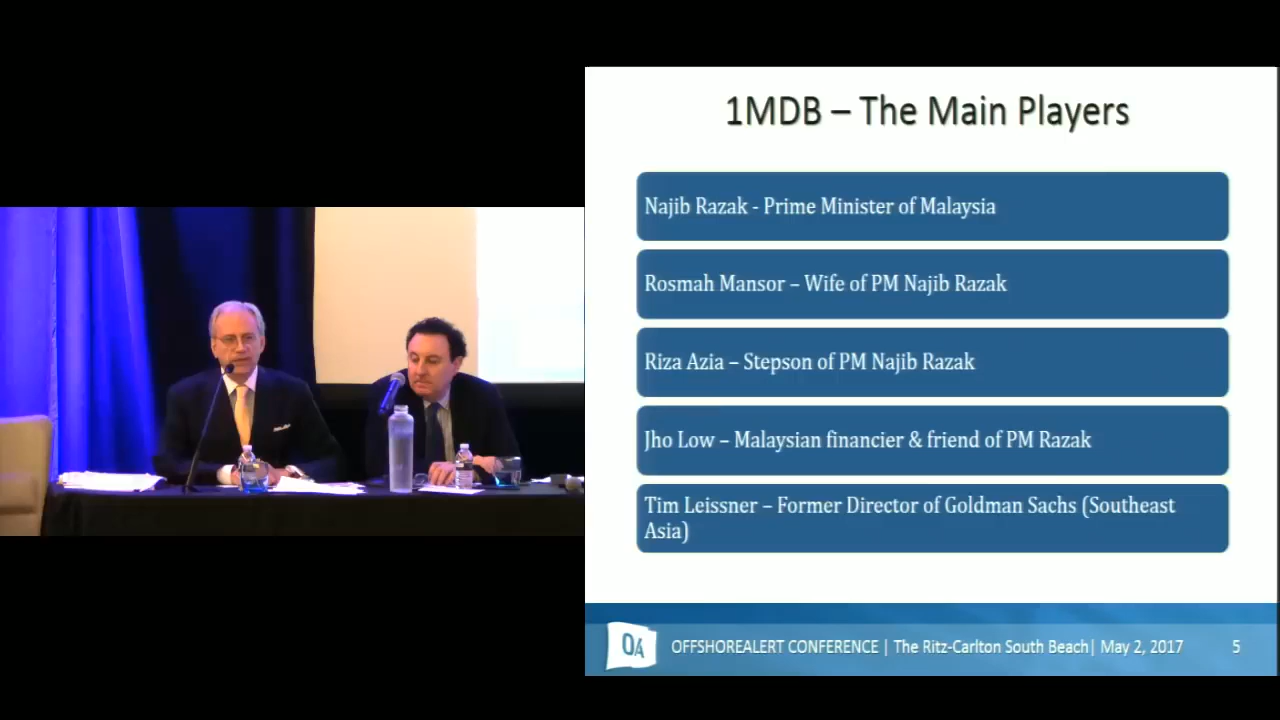 1MDB – The Main Players
Najib Razak - Prime Minister of Malaysia
Rosmah Mansor – Wife of PM Najib Razak
Riza Azia – Stepson of PM Najib Razak
Jho Low – Malaysian financier & friend of PM Razak
Tim Leissner – Former Director of Goldman Sachs (Southeast
Asia)
OA
OFFSHOREALERT CONFERENCE | The Ritz-Carlton South Beach| May 2, 2017
5